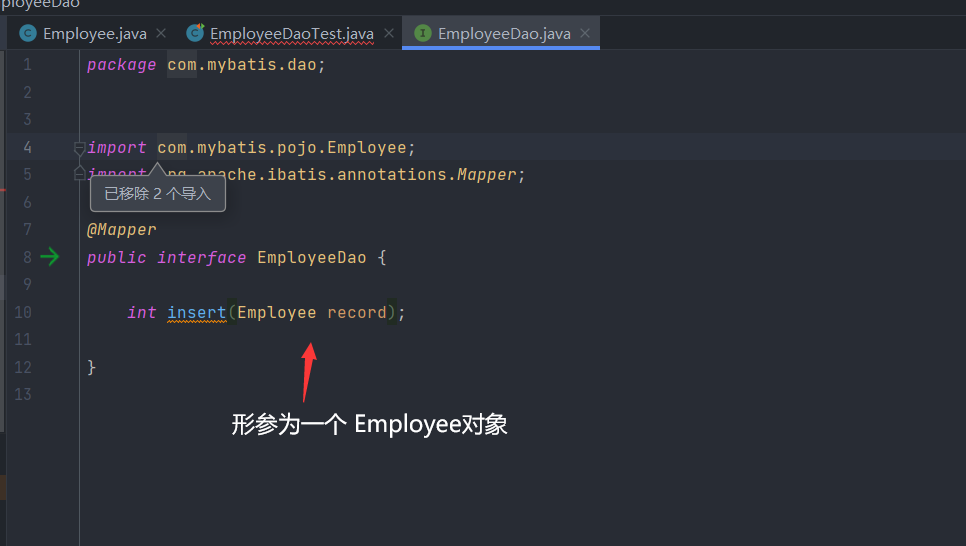 ployeeDao
Employee.java
EmployeeDaoTest.java
EmployeeDao.java
1 package com.mybatis.dao;
2
3
4 import com.mybatis.pojo.Employee;
5 import apache.ibatis.annotations.Mapper;
已移除 2 个导入
6
7 @Mapper
8 public interface EmployeeDao {
9
10 int insert(Employee record);
11
12 }
13
形参为一个 Employee对象